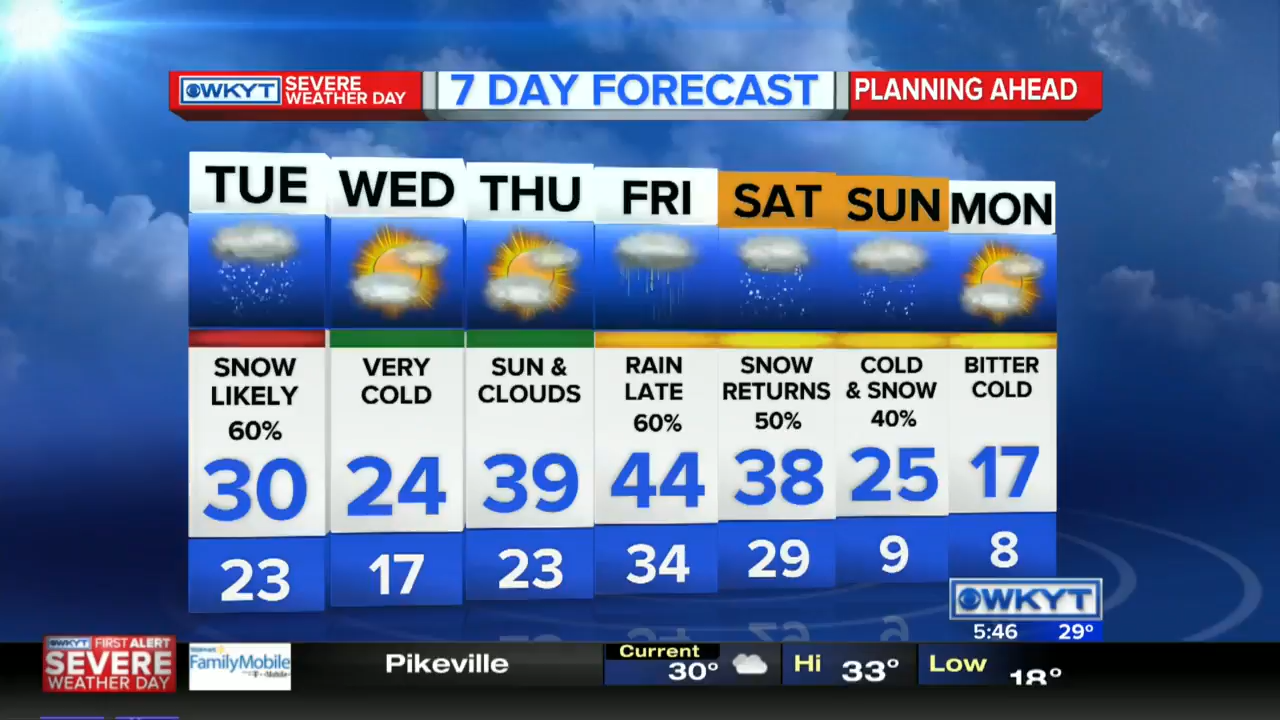 WKYT SEVERE WEATHER DAY
7 DAY FORECAST
PLANNING AHEAD
TUE WED THU FRI SAT SUN MON
SNOW LIKELY 60%
30
23
VERY COLD
24
17
SUN & CLOUDS
39
23
RAIN LATE 60%
44
34
SNOW RETURNS 50%
38
29
COLD & SNOW 40%
25
9
BITTER COLD
17
8
WKYT
5:46 29°
WKYT FIRST ALERT
SEVERE
WEATHER DAY
Walmart
FamilyMobile
Pikeville
Current
30°
Hi 33°
Low 18°